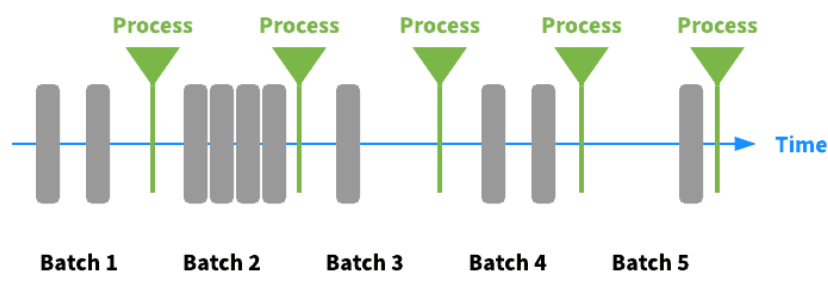 Process Process Process Process Process
Time
Batch 1 Batch 2 Batch 3 Batch 4 Batch 5